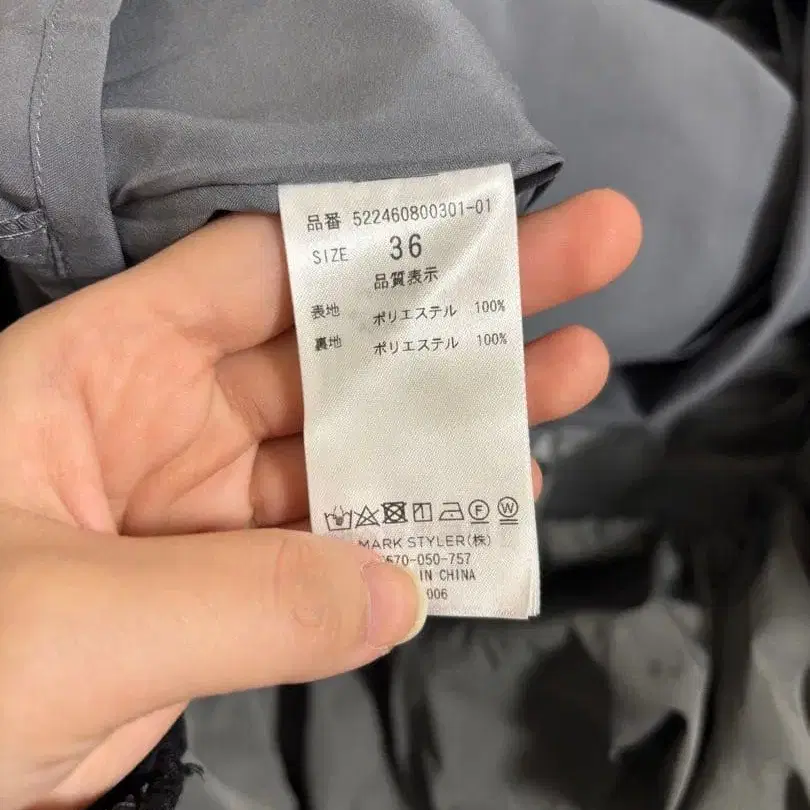 品番 522460800301-01
SIZE 36
品質表示
表地 ポリエステル 100%
裏地 ポリエステル 100%
F W
MARK STYLER(株)
570-050-757
IN CHINA
006